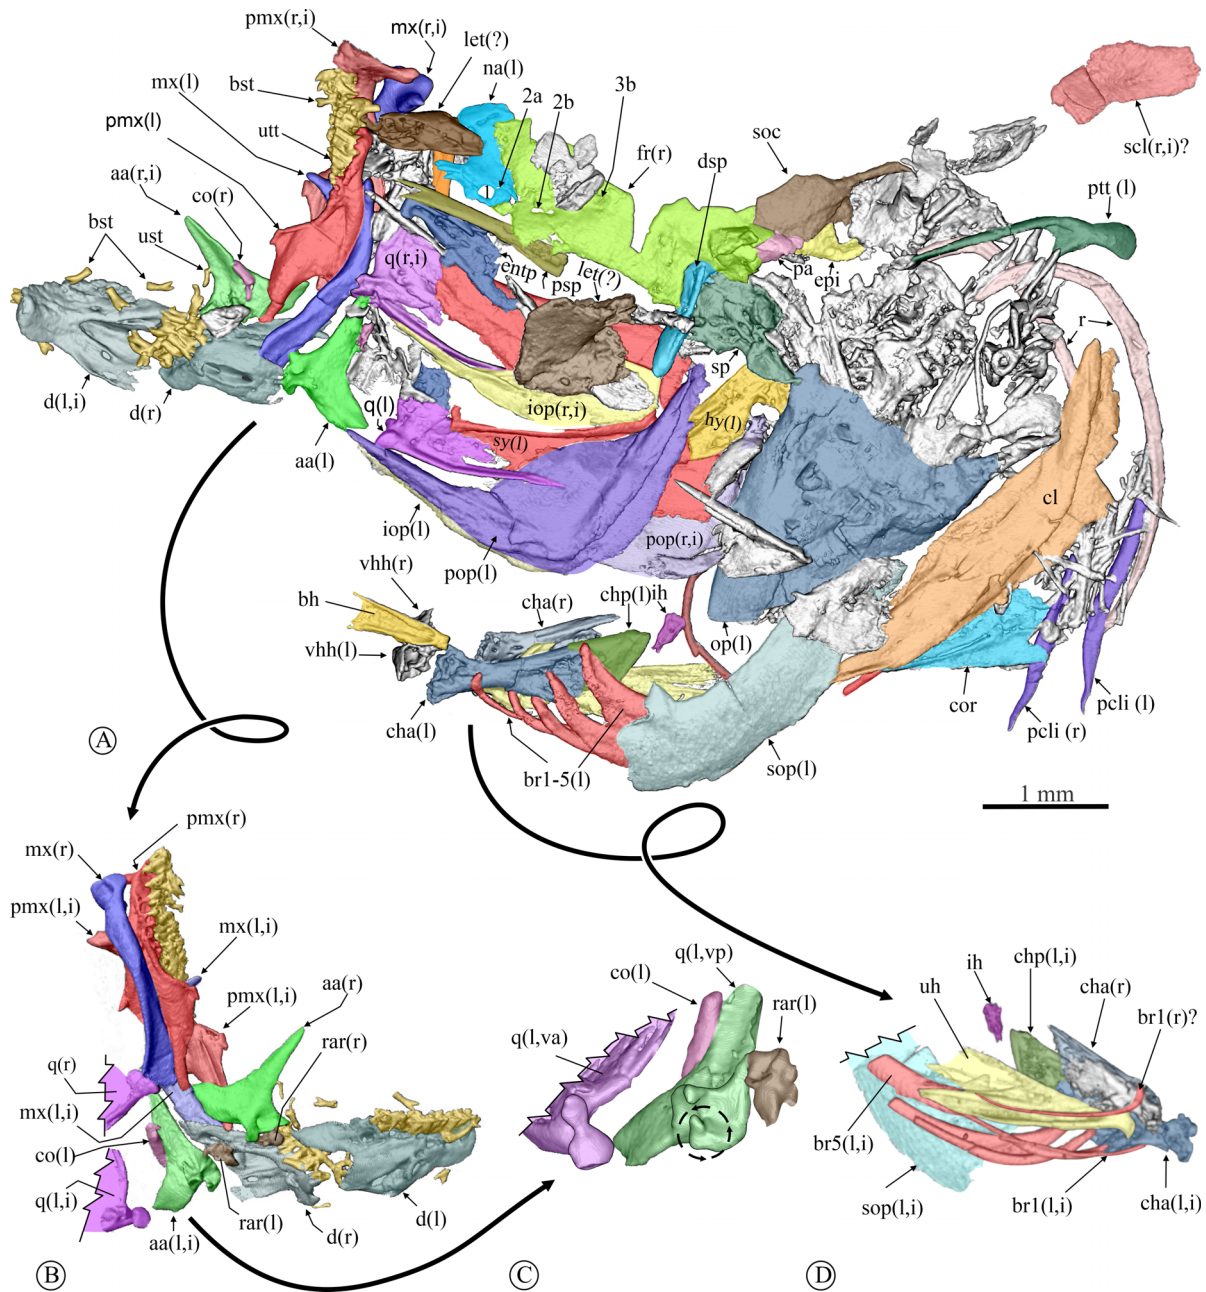 pmx(r,i)
mx(r,i)
let(?)
na(l)
mx(l)
bst
2a
2b
3b
pmx(l)
utt
fr(r)
dsp
soc
scl(r,i)?
aa(r,i)
co(r)
ptt (l)
bst
ust
q(r,i)
entp
psp
let(?)
pa
epi
r
sp
d(l,i)
d(r)
iop(r,i)
q(l)
hy(l)
aa(l)
sy(l)
cl
iop(l)
pop(l)
pop(r,i)
vhh(r)
bh
cha(r)
chp(l)
ih
op(l)
vhh(l)
cha(l)
cor
pcli (l)
pcli (r)
br1-5(l)
sop(l)
A
1 mm
pmx(r)
mx(r)
pmx(l,i)
mx(l,i)
aa(r)
pmx(l,i)
rar(r)
q(r)
mx(l,i)
co(l)
q(l,i)
aa(l,i)
rar(l)
d(r)
d(l)
B
q(l,vp)
co(l)
rar(l)
q(l,va)
C
ih
chp(l,i)
uh
cha(r)
br1(r)?
br5(l,i)
sop(l,i)
br1(l,i)
cha(l,i)
D